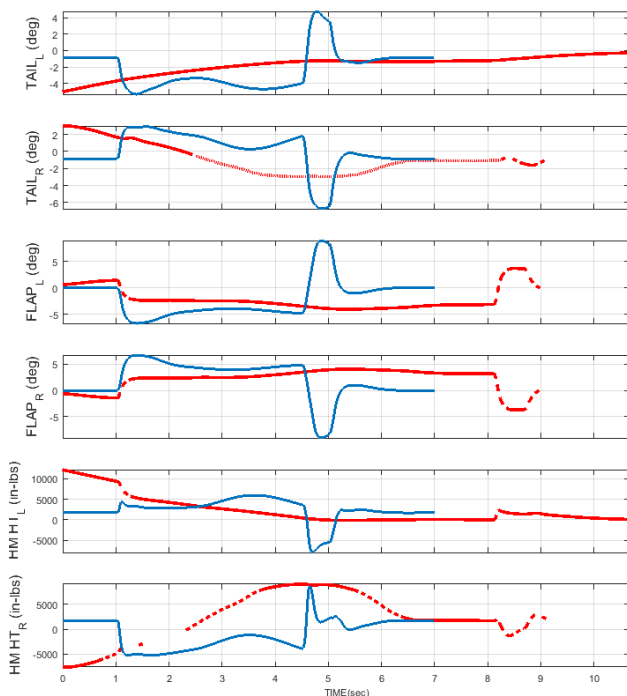 TAIL_L (deg)
4
2
0
-2
-4
TAIL_R (deg)
2
0
-2
-4
-6
FLAP_L (deg)
5
0
-5
FLAP_R (deg)
5
0
-5
HM HI_L (in-lbs)
10000
5000
0
-5000
HM HT_R (in-lbs)
5000
0
-5000
0 1 2 3 4 5 6 7 8 9 10
TIME(sec)